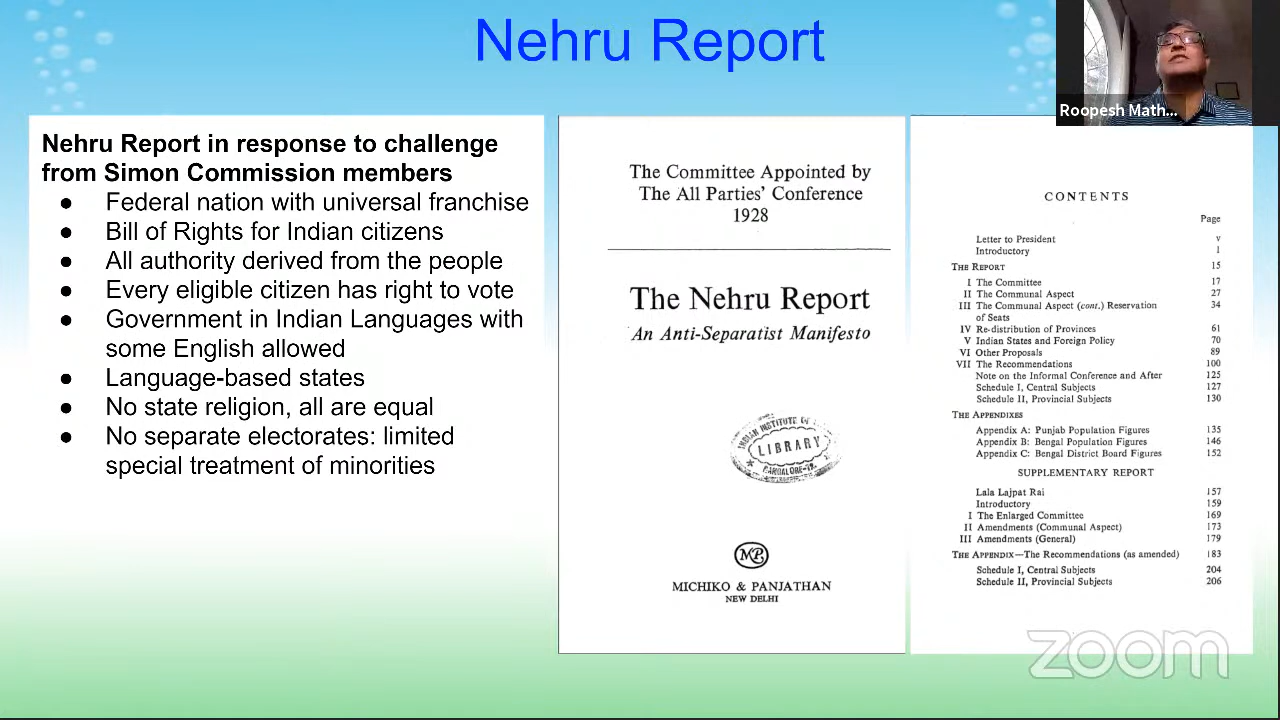 Nehru Report
Roopesh Math...
Nehru Report in response to challenge
from Simon Commission members
● Federal nation with universal franchise
● Bill of Rights for Indian citizens
● All authority derived from the people
● Every eligible citizen has right to vote
● Government in Indian Languages with
some English allowed
● Language-based states
● No state religion, all are equal
● No separate electorates: limited
special treatment of minorities
The Committee Appointed by
The All Parties' Conference
1928
The Nehru Report
An Anti-Separatist Manifesto
INDIAN INSTITUTE OF
LIBRARY
BANGALORE
MP
MICHIKO & PANJATHAN
NEW DELHI
CONTENTS
Page
Letter to President v
Introductory 1
THE REPORT 15
I The Committee 17
II The Communal Aspect 27
III The Communal Aspect (cont.) Reservation 34
of Seats
IV Re-distribution of Provinces 61
V Indian States and Foreign Policy 70
VI Other Proposals 89
VII The Recommendations 100
Note on the Informal Conference and After 125
Schedule I, Central Subjects 127
Schedule II, Provincial Subjects 130
THE APPENDIXES
Appendix A: Punjab Population Figures 135
Appendix B: Bengal Population Figures 146
Appendix C: Bengal District Board Figures 152
SUPPLEMENTARY REPORT
Lala Lajpat Rai 157
Introductory 159
I The Enlarged Committee 169
II Amendments (Communal Aspect) 173
III Amendments (General) 179
THE APPENDIX—The Recommendations (as amended) 183
Schedule I, Central Subjects 204
Schedule II, Provincial Subjects 206
zoom